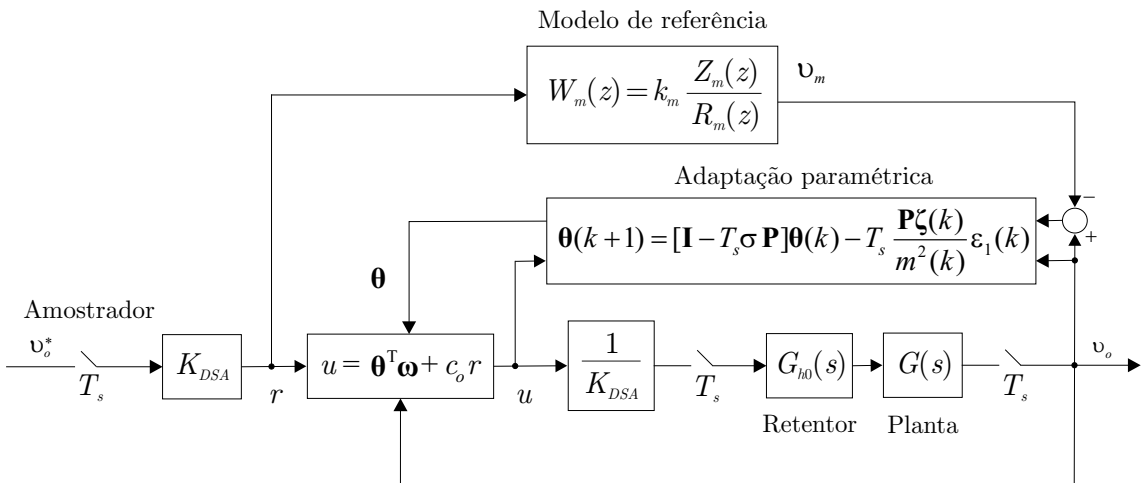 Modelo de referência
W_m(z) = k_m Z_m(z) / R_m(z)
υ_m
Adaptação paramétrica
−
θ(k+1) = [I − T_s σ P]θ(k) − T_s Pζ(k) / m²(k) ε₁(k)
+
θ
Amostrador
υ_o*
T_s
K_DSA
r
u = θ^T ω + c_o r
u
1 / K_DSA
T_s
G_h0(s)
G(s)
T_s
υ_o
Retentor
Planta